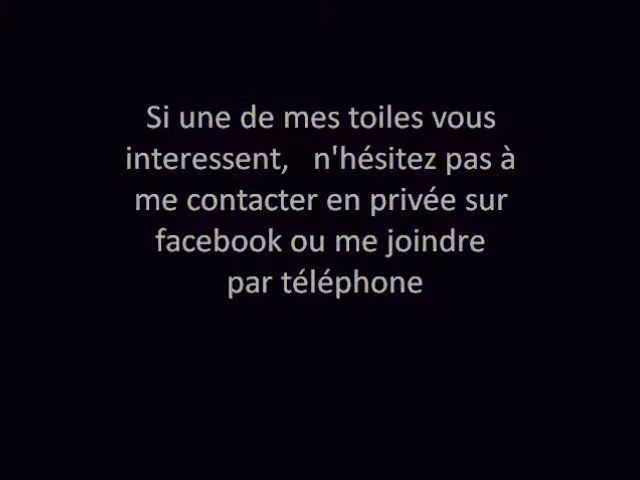 Si une de mes toiles vous
interessent, n'hésitez pas à
me contacter en privée sur
facebook ou me joindre
par téléphone